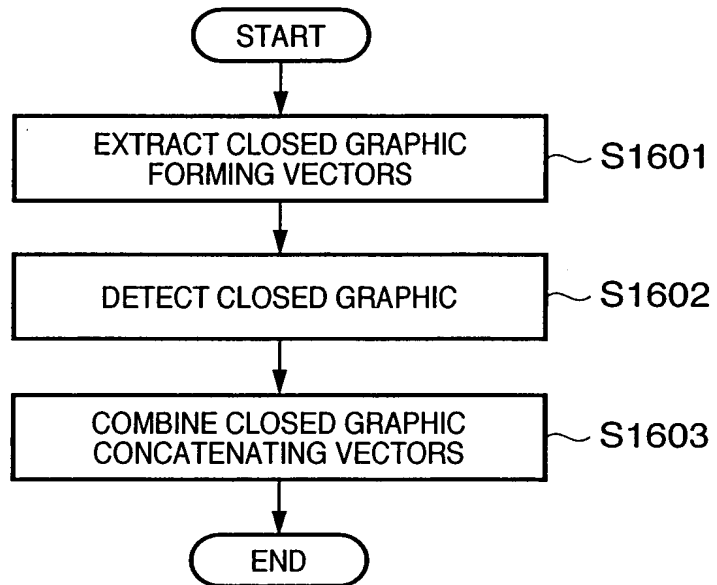 START
EXTRACT CLOSED GRAPHIC
FORMING VECTORS
S1601
DETECT CLOSED GRAPHIC
S1602
COMBINE CLOSED GRAPHIC
CONCATENATING VECTORS
S1603
END